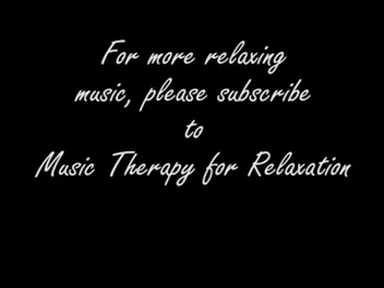 For more relaxing
music, please subscribe
to
Music Therapy for Relaxation